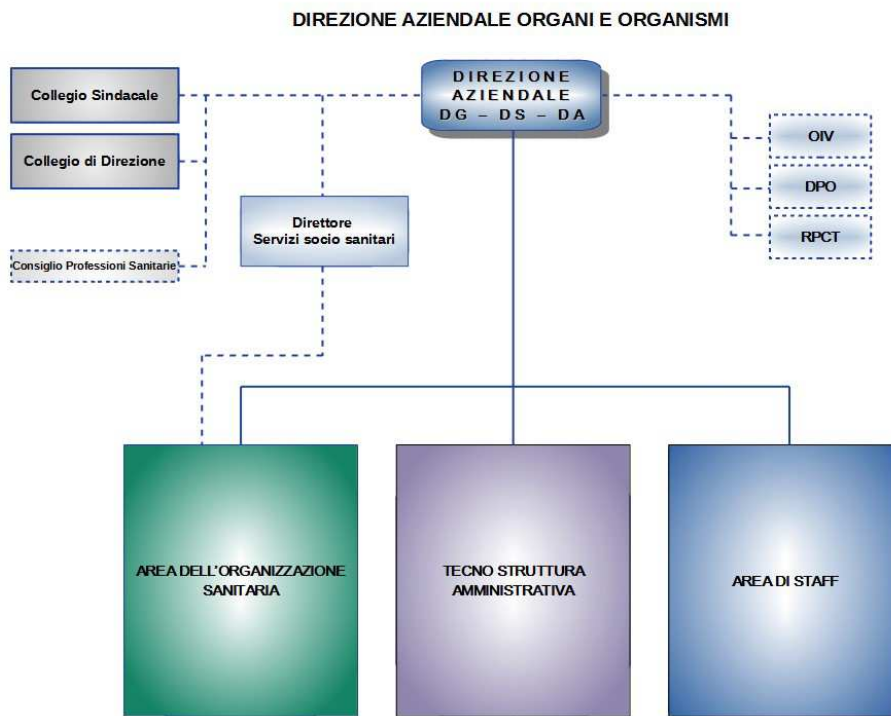 DIREZIONE AZIENDALE ORGANI E ORGANISMI
Collegio Sindacale
Collegio di Direzione
Consiglio Professioni Sanitarie
Direttore
Servizi socio sanitari
DIREZIONE
AZIENDALE
DG – DS – DA
OIV
DPO
RPCT
AREA DELL'ORGANIZZAZIONE
SANITARIA
TECNO STRUTTURA
AMMINISTRATIVA
AREA DI STAFF